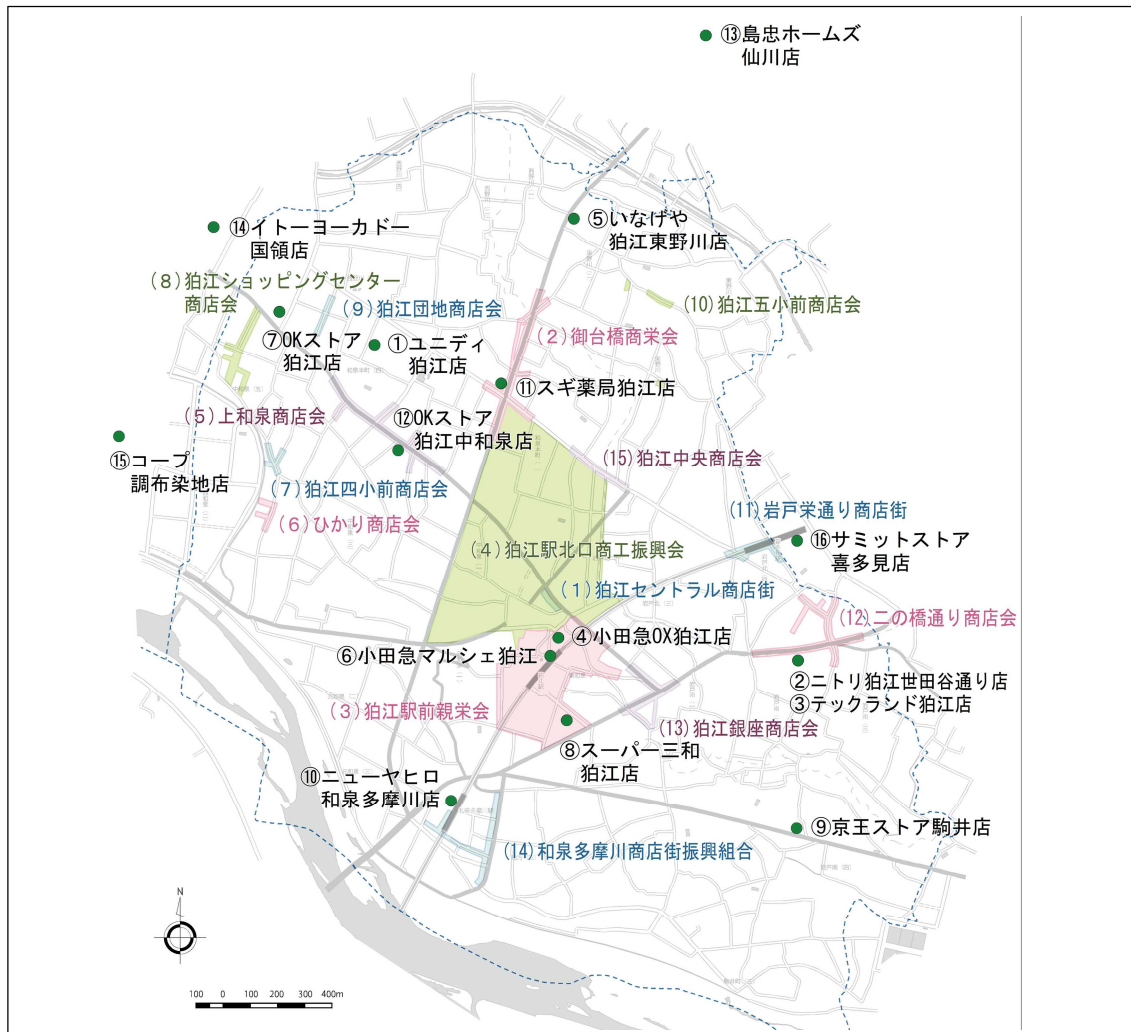 ⑬島忠ホームズ
仙川店
⑤いなげや
狛江東野川店
⑭イトーヨーカドー
国領店
(8)狛江ショッピングセンター
商店会
(9)狛江団地商店会
(10)狛江五小前商店会
(2)御台橋商栄会
⑦OKストア
狛江店
①ユニディ
狛江店
⑪スギ薬局狛江店
(5)上和泉商店会
⑫OKストア
狛江中和泉店
⑮コープ
調布染地店
(15)狛江中央商店会
(7)狛江四小前商店会
(11)岩戸栄通り商店街
(6)ひかり商店会
⑯サミットストア
喜多見店
(4)狛江駅北口商工振興会
(1)狛江セントラル商店街
(12)二の橋通り商店会
④小田急OX狛江店
⑥小田急マルシェ狛江
②ニトリ狛江世田谷通り店
③テックランド狛江店
(3)狛江駅前親栄会
(13)狛江銀座商店会
⑧スーパー三和
狛江店
⑩ニューヤヒロ
和泉多摩川店
⑨京王ストア駒井店
(14)和泉多摩川商店街振興組合
N
100 0 100 200 300 400m